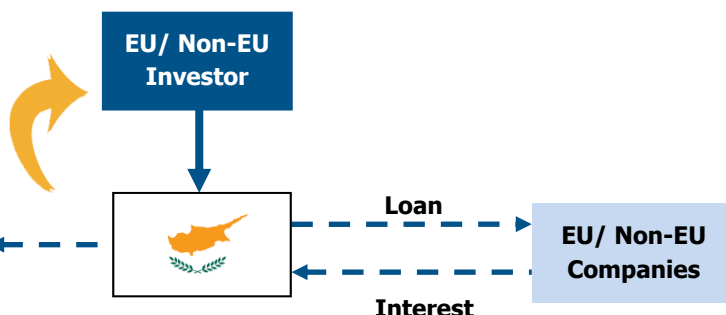 EU/ Non-EU
Investor
Loan
EU/ Non-EU
Companies
Interest